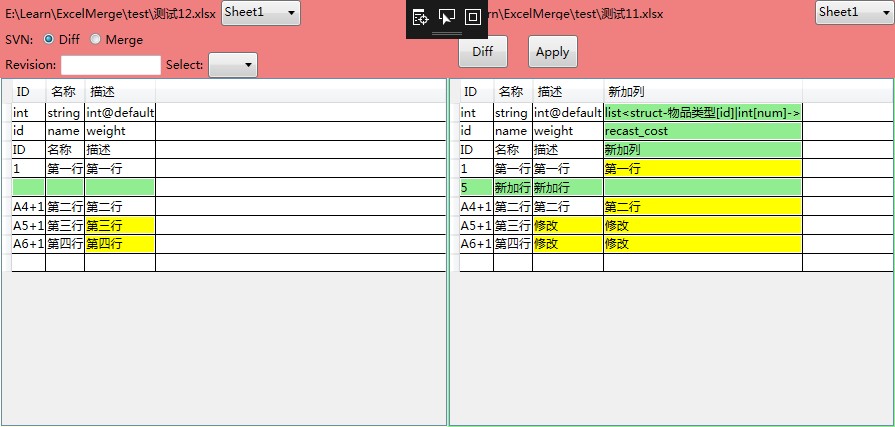 E:\Learn\ExcelMerge\test\测试12.xlsx Sheet1
SVN: Diff Merge
Revision: Select:
ID 名称 描述
int string int@default
id name weight
ID 名称 描述
1 第一行 第一行
A4+1 第二行 第二行
A5+1 第三行 第三行
A6+1 第四行 第四行
\Learn\ExcelMerge\test\测试11.xlsx Sheet1
Diff Apply
ID 名称 描述 新加列
int string int@default list<struct-物品类型[id]|int[num]->
id name weight recast_cost
ID 名称 描述 新加列
1 第一行 第一行 第一行
5 新加行 新加行
A4+1 第二行 第二行 第二行
A5+1 第三行 修改 修改
A6+1 第四行 修改 修改